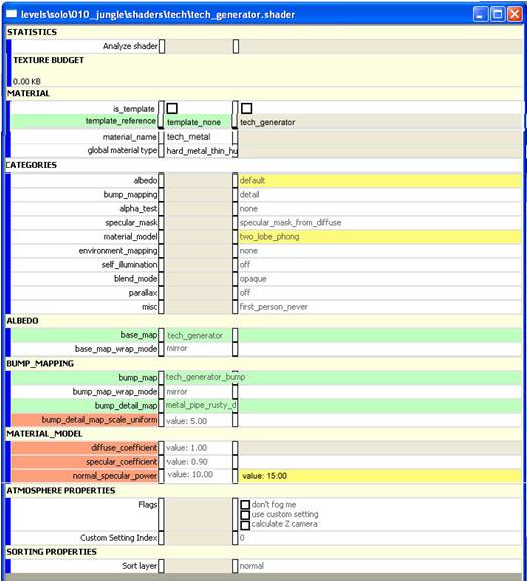 levels\solo\010_jungle\shaders\tech\tech_generator.shader
STATISTICS
Analyze shader
TEXTURE BUDGET
0.00 KB
MATERIAL
is_template
template_reference template_none tech_generator
material_name tech_metal
global material type hard_metal_thin_hu
CATEGORIES
albedo default
bump_mapping detail
alpha_test none
specular_mask specular_mask_from_diffuse
material_model two_lobe_phong
environment_mapping none
self_illumination off
blend_mode opaque
parallax off
misc first_person_never
ALBEDO
base_map tech_generator
base_map_wrap_mode mirror
BUMP_MAPPING
bump_map tech_generator_bump
bump_map_wrap_mode mirror
bump_detail_map metal_pipe_rusty_d
bump_detail_map_scale_uniform value: 5.00
MATERIAL_MODEL
diffuse_coefficient value: 1.00
specular_coefficient value: 0.90
normal_specular_power value: 10.00 value: 15:00
ATMOSPHERE PROPERTIES
Flags don't fog me
use custom setting
calculate Z camera
Custom Setting Index 0
SORTING PROPERTIES
Sort layer normal